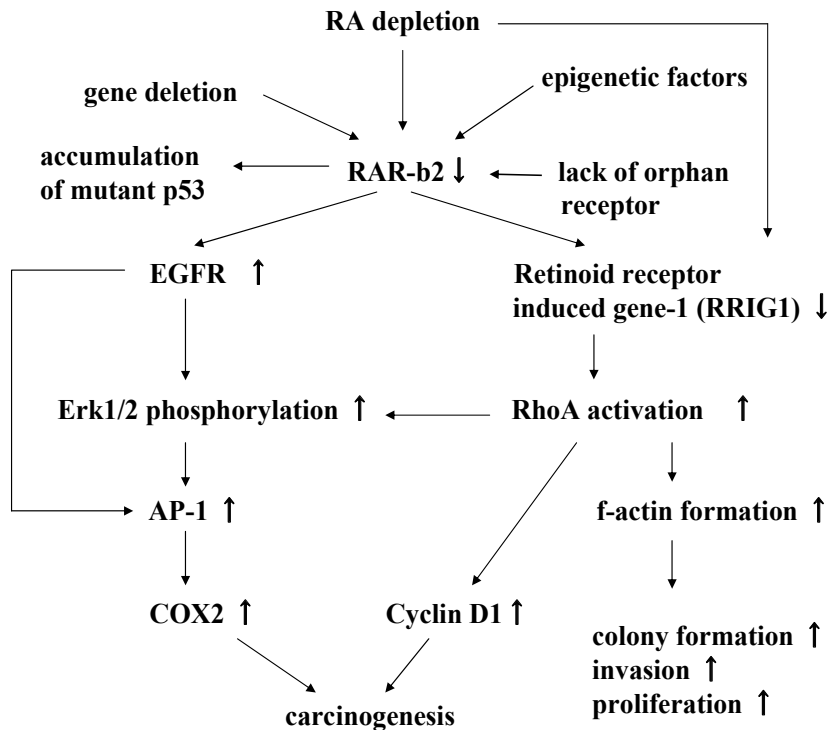 RA depletion
gene deletion
epigenetic factors
accumulation
of mutant p53
RAR-b2 ↓
lack of orphan
receptor
EGFR ↑
Retinoid receptor
induced gene-1 (RRIG1) ↓
Erk1/2 phosphorylation ↑
RhoA activation ↑
AP-1 ↑
f-actin formation ↑
COX2 ↑
Cyclin D1 ↑
colony formation ↑
invasion ↑
proliferation ↑
carcinogenesis